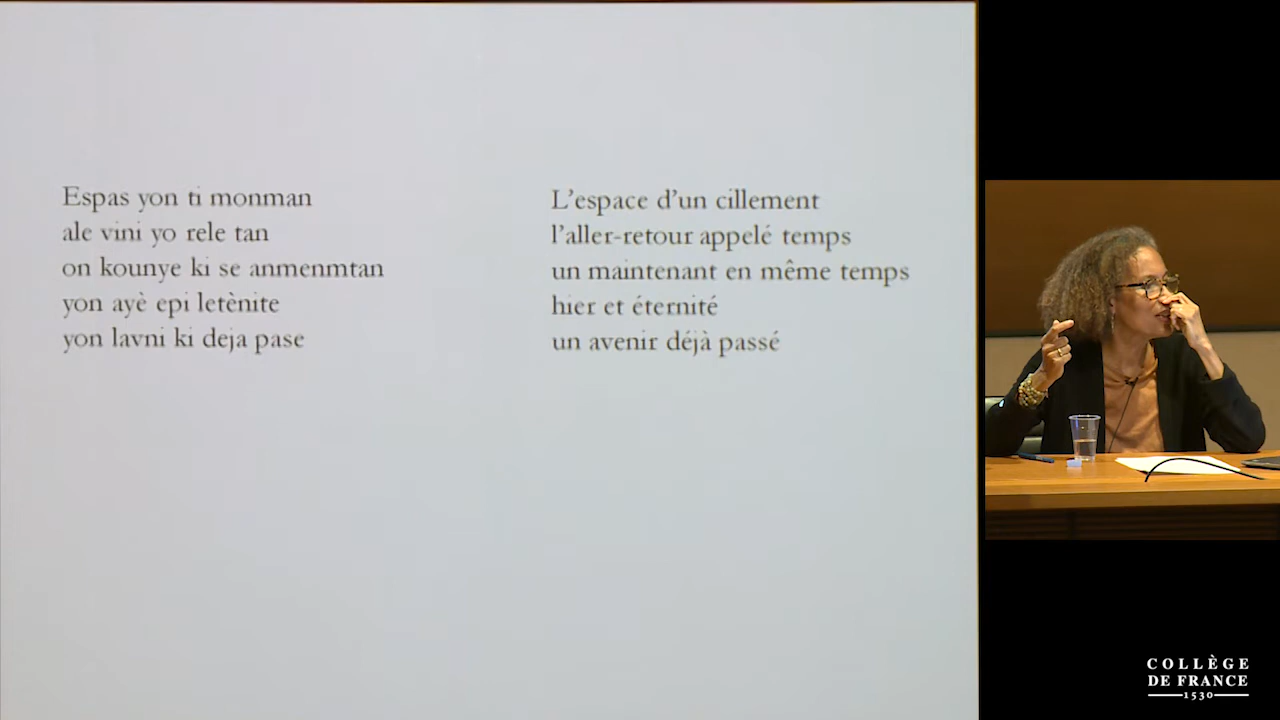 Espas yon ti monman
ale vini yo rele tan
on kounye ki se anmenmtan
yon ayè epi letènite
yon lavni ki deja pase
L'espace d'un cillement
l'aller-retour appelé temps
un maintenant en même temps
hier et éternité
un avenir déjà passé
COLLÈGE
DE FRANCE
1530